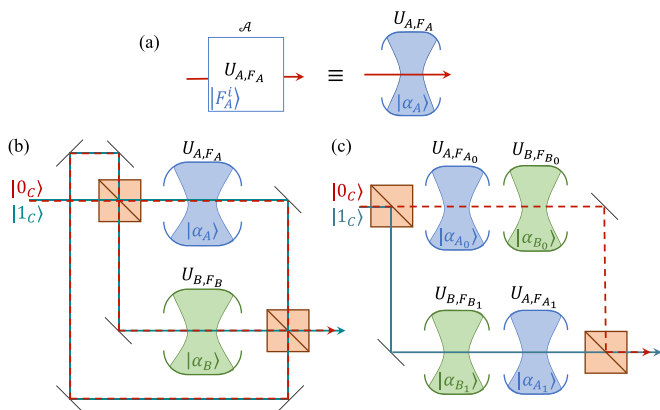 (a)
𝒜
U_{A,F_A}
|F_A^i⟩
≡
U_{A,F_A}
|α_A⟩
(b)
|0_C⟩
|1_C⟩
U_{A,F_A}
|α_A⟩
U_{B,F_B}
|α_B⟩
(c)
|0_C⟩
|1_C⟩
U_{A,F_{A_0}}
U_{B,F_{B_0}}
|α_{A_0}⟩
|α_{B_0}⟩
U_{B,F_{B_1}}
U_{A,F_{A_1}}
|α_{B_1}⟩
|α_{A_1}⟩